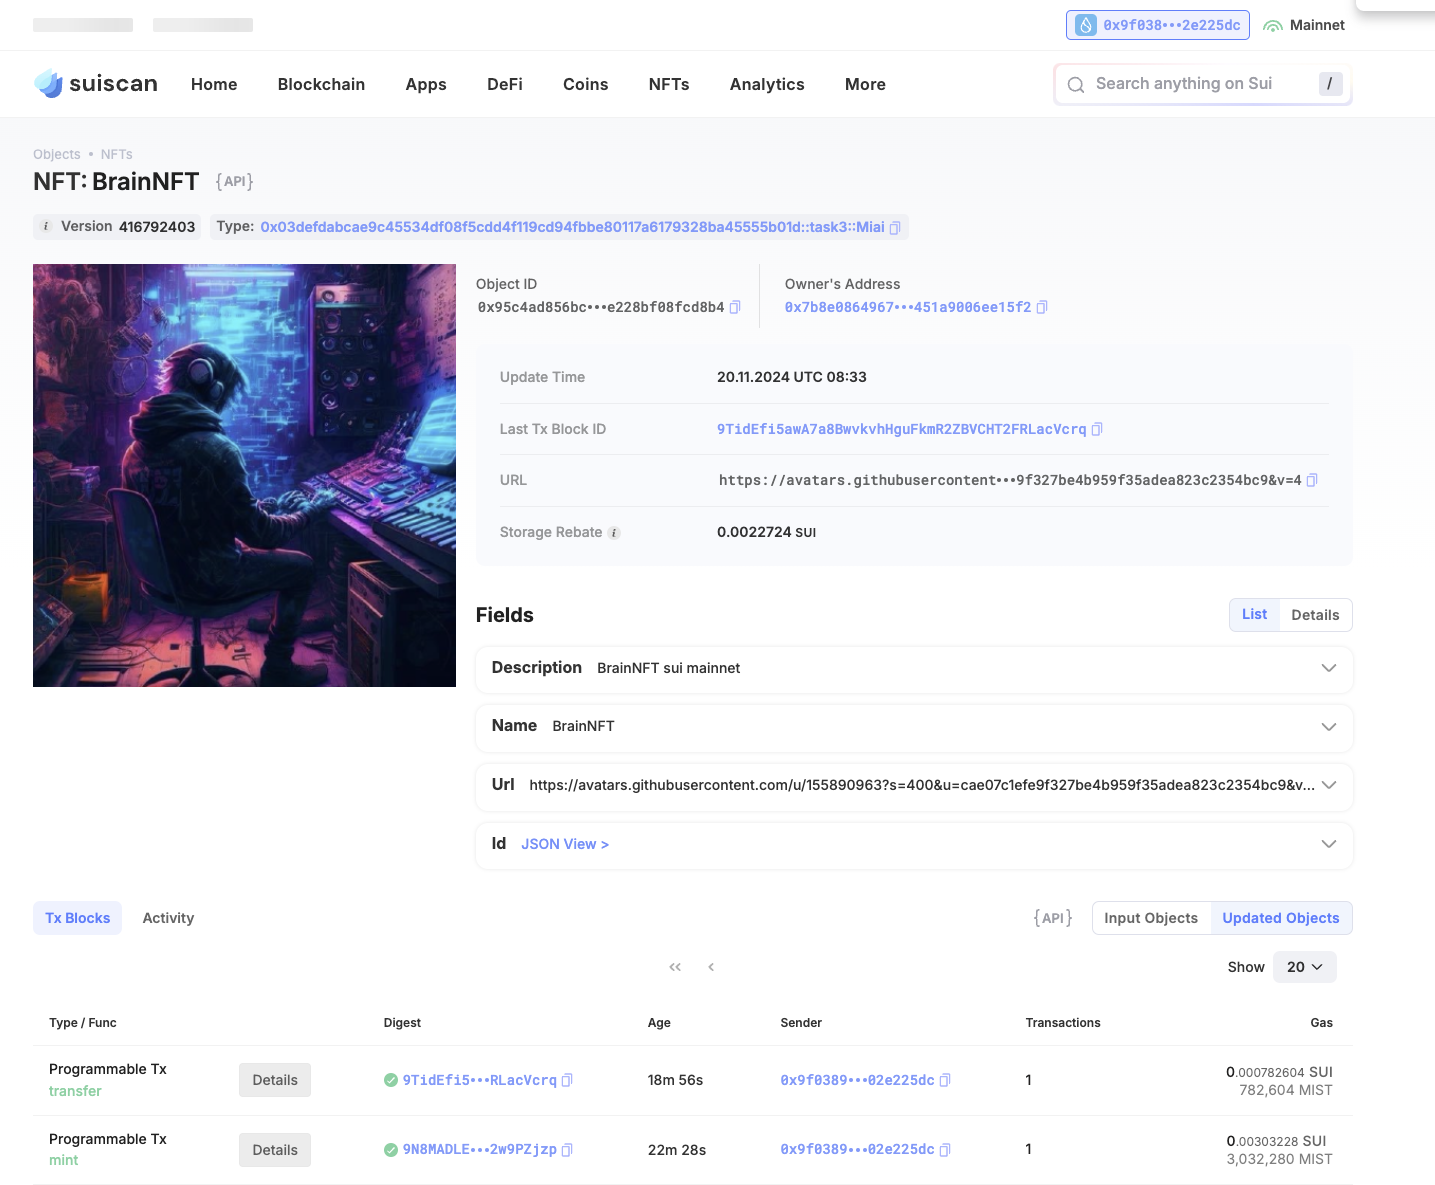 0x9f038•••2e225dc
Mainnet
suiscan
Home Blockchain Apps DeFi Coins NFTs Analytics More
Search anything on Sui /
Objects • NFTs
NFT: BrainNFT {API}
i Version 416792403 Type: 0x03defdabcae9c45534df08f5cdd4f119cd94fbbe80117a6179328ba45555b01d::task3::Miai
Object ID
0x95c4ad856bc•••e228bf08fcd8b4
Owner's Address
0x7b8e0864967•••451a9006ee15f2
Update Time 20.11.2024 UTC 08:33
Last Tx Block ID 9TidEfi5awA7a8BwvkvhHguFkmR2ZBVCHT2FRLacVcrq
URL https://avatars.githubusercontent•••9f327be4b959f35adea823c2354bc9&v=4
Storage Rebate i 0.0022724 SUI
Fields
List Details
Description BrainNFT sui mainnet
Name BrainNFT
Url https://avatars.githubusercontent.com/u/155890963?s=400&u=cae07c1efe9f327be4b959f35adea823c2354bc9&v...
Id JSON View >
Tx Blocks Activity
{API} Input Objects Updated Objects
<< < Show 20
Type / Func Digest Age Sender Transactions Gas
Programmable Tx
transfer
Details 9TidEfi5•••RLacVcrq 18m 56s 0x9f0389•••02e225dc 1
0.000782604 SUI
782,604 MIST
Programmable Tx
mint
Details 9N8MADLE•••2w9PZjzp 22m 28s 0x9f0389•••02e225dc 1
0.00303228 SUI
3,032,280 MIST